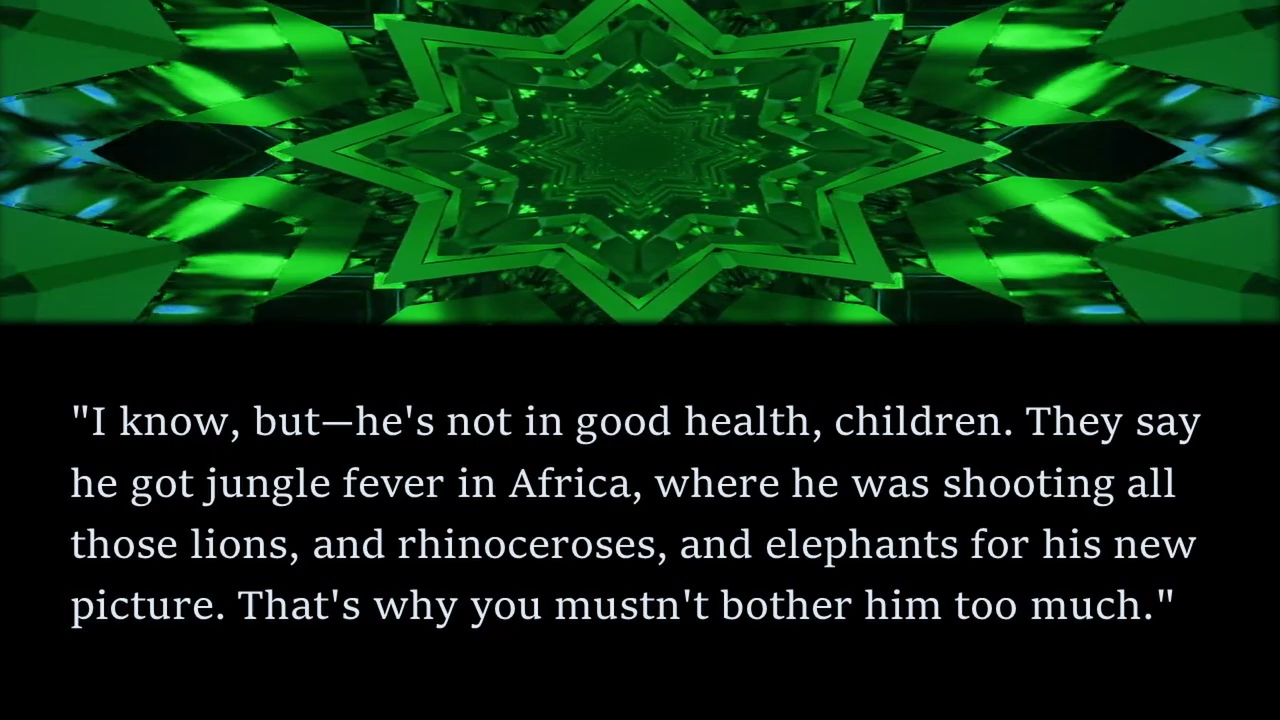 "I know, but—he's not in good health, children. They say
he got jungle fever in Africa, where he was shooting all
those lions, and rhinoceroses, and elephants for his new
picture. That's why you mustn't bother him too much."